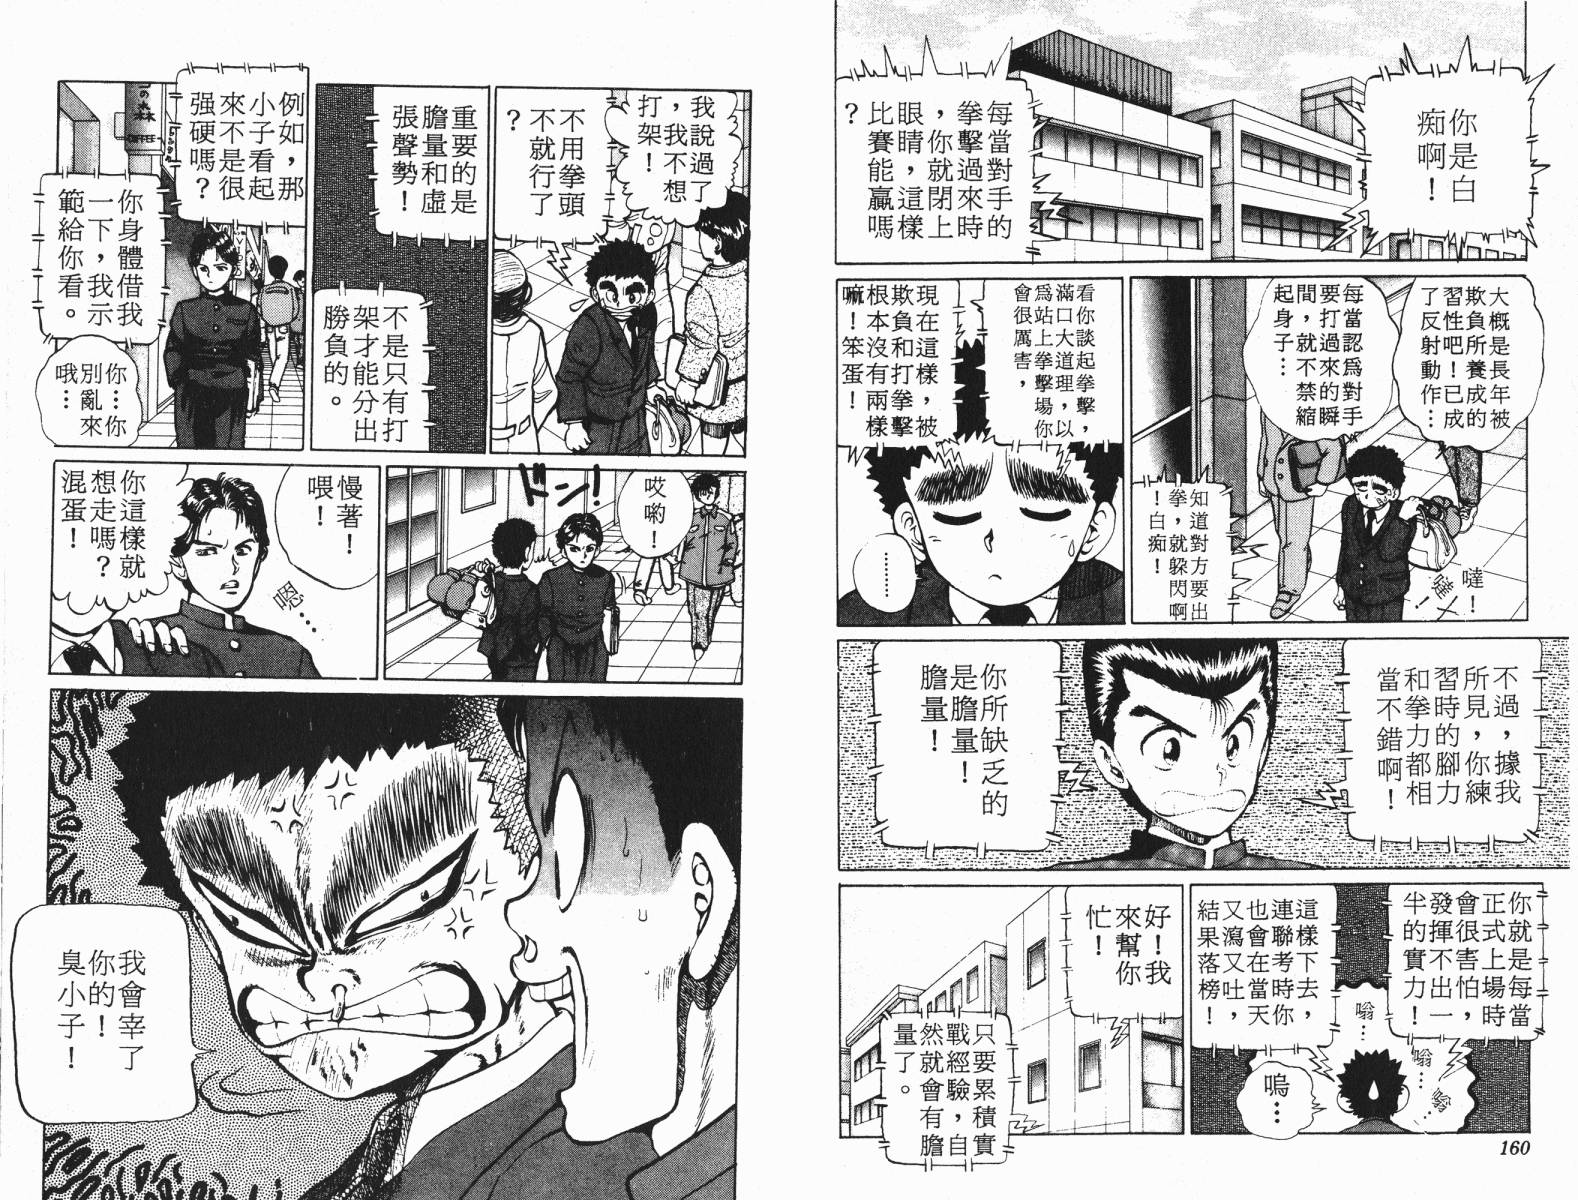 你是白
痴啊！
每當對手的
拳擊過來時
，你就閉上
眼睛，這樣
比賽能贏嗎
？
大概是長年被
欺負所養成的
習性吧！已成
了反射動作…
每當認爲對手
要打過來的瞬
間，就不禁縮
起身子…
噠！
噠！
知道對方要出
拳，就躲閃啊
！白痴！
看你談起拳擊，
滿口大道理，以
爲站上拳擊場你
會很厲害，
現在這樣，被
欺負和打拳擊
根本沒有兩樣
嘛！笨蛋！
………
不過，據我
所見，你練
習時的腳力
和拳力都相
當不錯啊！
你所缺乏的
是膽量！
膽量！
你就是每當
正式上場時
會很害怕，
發揮不出一
半的實力！
這樣下去，
連聯考時你
也會在當天
又瀉又吐，
結果落榜！
嗡…
嗡…
嗡…
嗚…
好！我
來幫你
忙！
只要累積實
戰經驗，自
然就會有膽
量了。
160
我說過了
，我不想
打架！
不用拳頭
不就行了
？
重要的是
膽量和虛
張聲勢！
不是只有打
架才能分出
勝負的。
例如，那
小子看起
來不是很
强硬嗎？
你身體借我
一下，我示
範給你看。
你…你
別亂來
哦…
の森
COFFEE
哎喲！
ドン！
慢著！
喂！
嗯…
你這樣就
想走嗎？
混蛋！
我會幸了
你的！
臭小子！